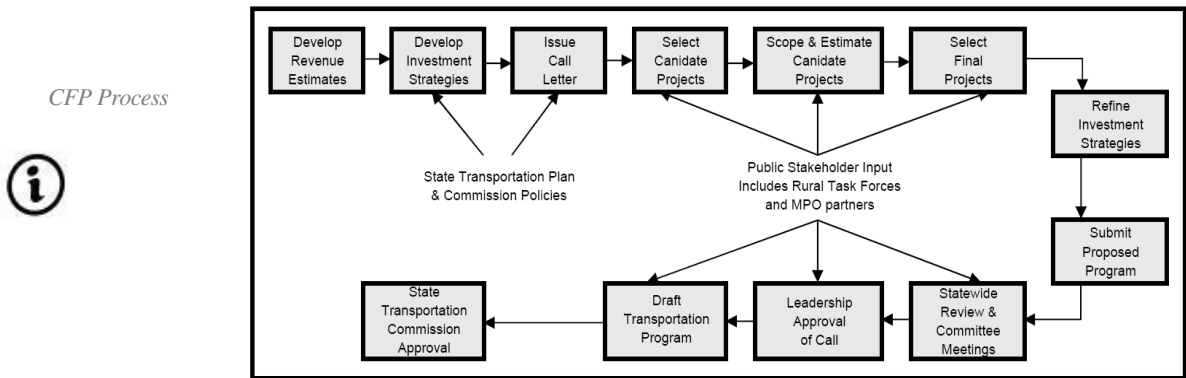 CFP Process
i
Develop
Revenue
Estimates
Develop
Investment
Strategies
Issue
Call
Letter
Select
Canidate
Projects
Scope & Estimate
Canidate
Projects
Select
Final
Projects
Refine
Investment
Strategies
State Transportation Plan
& Commission Policies
Public Stakeholder Input
Includes Rural Task Forces
and MPO partners
Submit
Proposed
Program
State
Transportation
Commission
Approval
Draft
Transportation
Program
Leadership
Approval
of Call
Statewide
Review &
Committee
Meetings